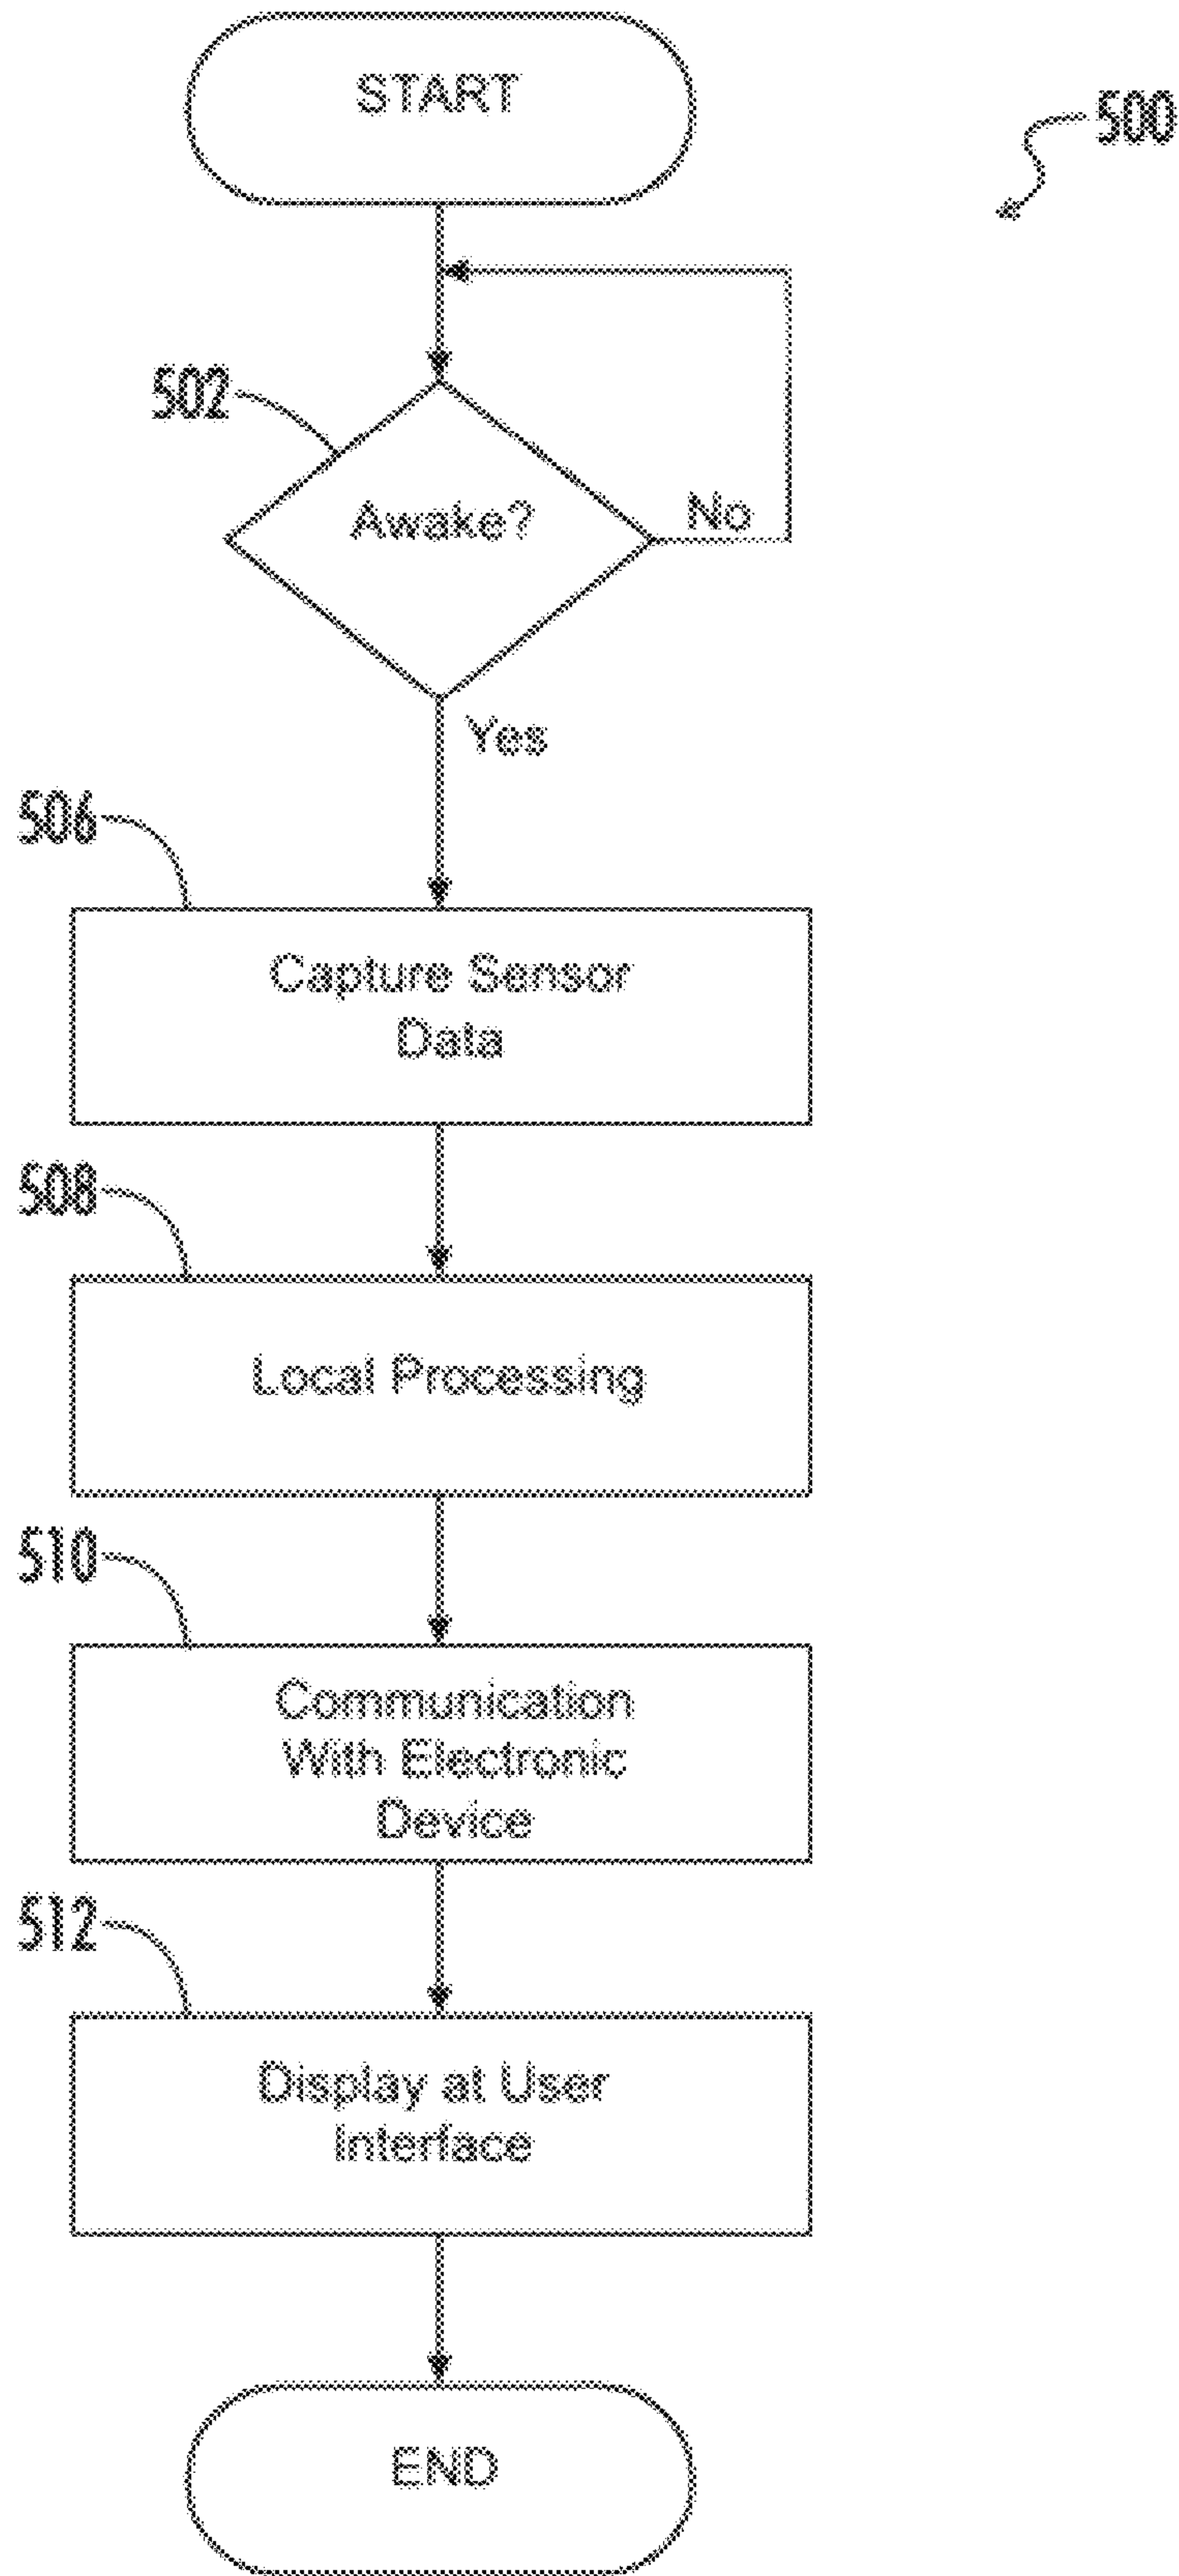 START
500
502
Awake?
No
Yes
506
Capture Sensor
Data
508
Local Processing
510
Communication
With Electronic
Device
512
Display at User
Interface
END